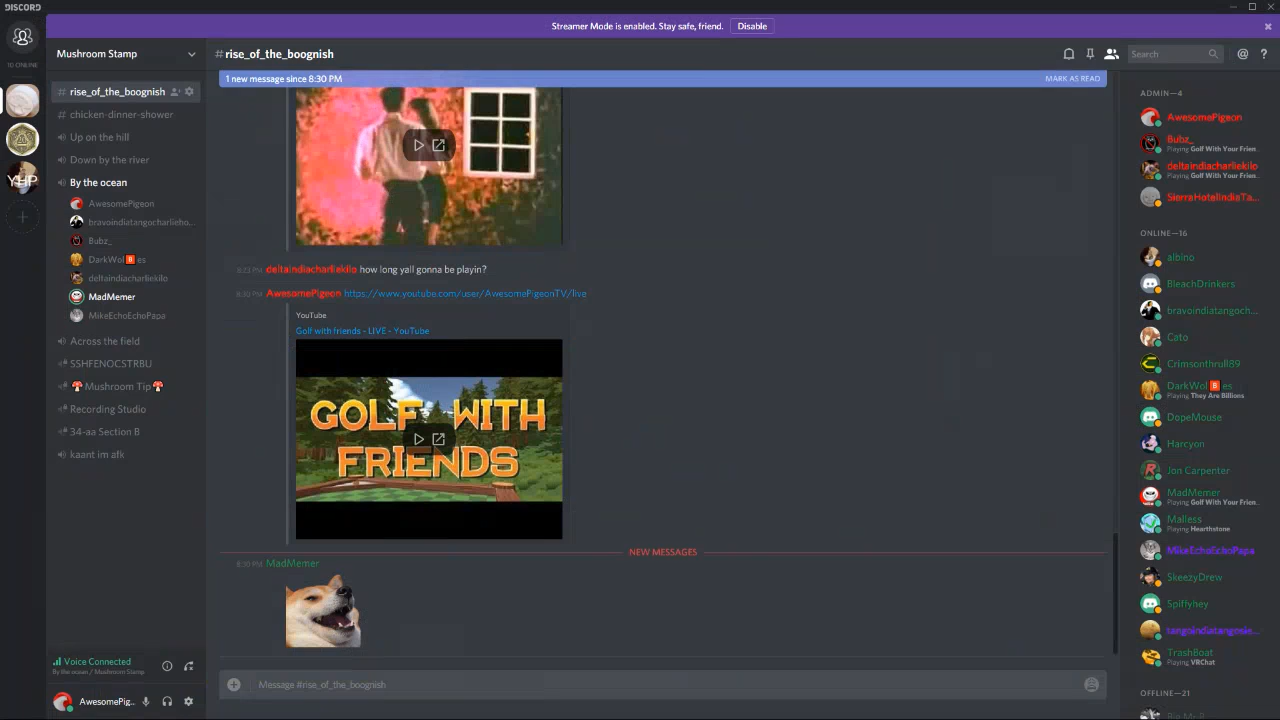 DISCORD
Streamer Mode is enabled. Stay safe, friend. Disable
10 ONLINE
YHP
Mushroom Stamp
# rise_of_the_boognish
# chicken-dinner-shower
Up on the hill
Down by the river
By the ocean
AwesomePigeon
bravoindiatangocharlieho...
Bubz_
DarkWol🅱es
deltaindiacharliekilo
MadMemer
MikeEchoEchoPapa
Across the field
SSHFENOCSTRBU
🍄Mushroom Tip🍄
Recording Studio
34-aa Section B
kaant im afk
Voice Connected
By the ocean / Mushroom Stamp
AwesomePig...
# rise_of_the_boognish
Search
1 new message since 8:30 PM MARK AS READ
8:23 PM deltaindiacharliekilo how long yall gonna be playin?
8:30 PM AwesomePigeon https://www.youtube.com/user/AwesomePigeonTV/live
YouTube
Golf with friends - LIVE - YouTube
GOLF WITH
FRIENDS
NEW MESSAGES
8:30 PM MadMemer
Message #rise_of_the_boognish
ADMIN—4
AwesomePigeon
Bubz_
Playing Golf With Your Frien...
deltaindiacharliekilo
Playing Golf With Your Frien...
SierraHotelIndiaTa...
ONLINE—16
albino
BleachDrinkers
bravoindiatangoch...
Cato
Crimsonthrull89
DarkWol🅱es
Playing They Are Billions
DopeMouse
Harcyon
Jon Carpenter
MadMemer
Playing Golf With Your Frien...
Malless
Playing Hearthstone
MikeEchoEchoPapa
SkeezyDrew
Spiflyhey
tangoindiatangosie...
TrashBoat
Playing VRChat
OFFLINE—21